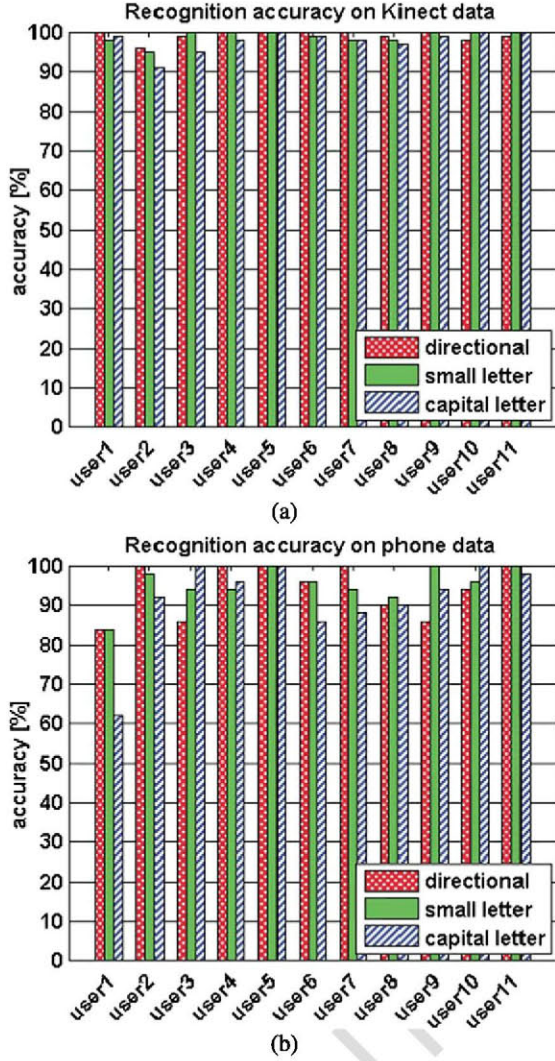 Recognition accuracy on Kinect data
accuracy [%]
100
90
80
70
60
50
40
30
20
10
0
directional
small letter
capital letter
user1 user2 user3 user4 user5 user6 user7 user8 user9 user10 user11
(a)
Recognition accuracy on phone data
accuracy [%]
100
90
80
70
60
50
40
30
20
10
0
directional
small letter
capital letter
user1 user2 user3 user4 user5 user6 user7 user8 user9 user10 user11
(b)